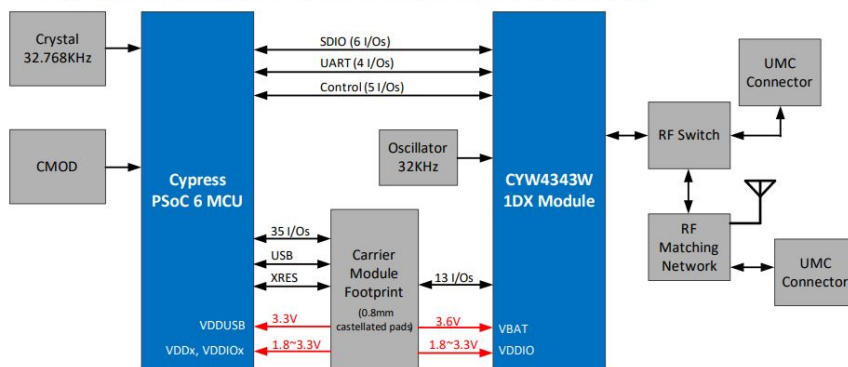 Crystal
32.768KHz
SDIO (6 I/Os)
UART (4 I/Os)
Control (5 I/Os)
UMC
Connector
RF Switch
CMOD
Cypress
PSoC 6 MCU
Oscillator
32KHz
CYW4343W
1DX Module
35 I/Os
USB
XRES
Carrier
Module
Footprint
(0.8mm
castellated pads)
13 I/Os
RF
Matching
Network
UMC
Connector
VDDUSB
3.3V
3.6V
VBAT
VDDx, VDDIOx
1.8~3.3V
1.8~3.3V
VDDIO